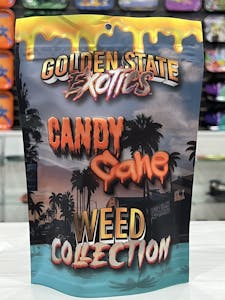 GOLDEN STATE
EXOTICS
CANDY
Cane
WEED
COLLECTION